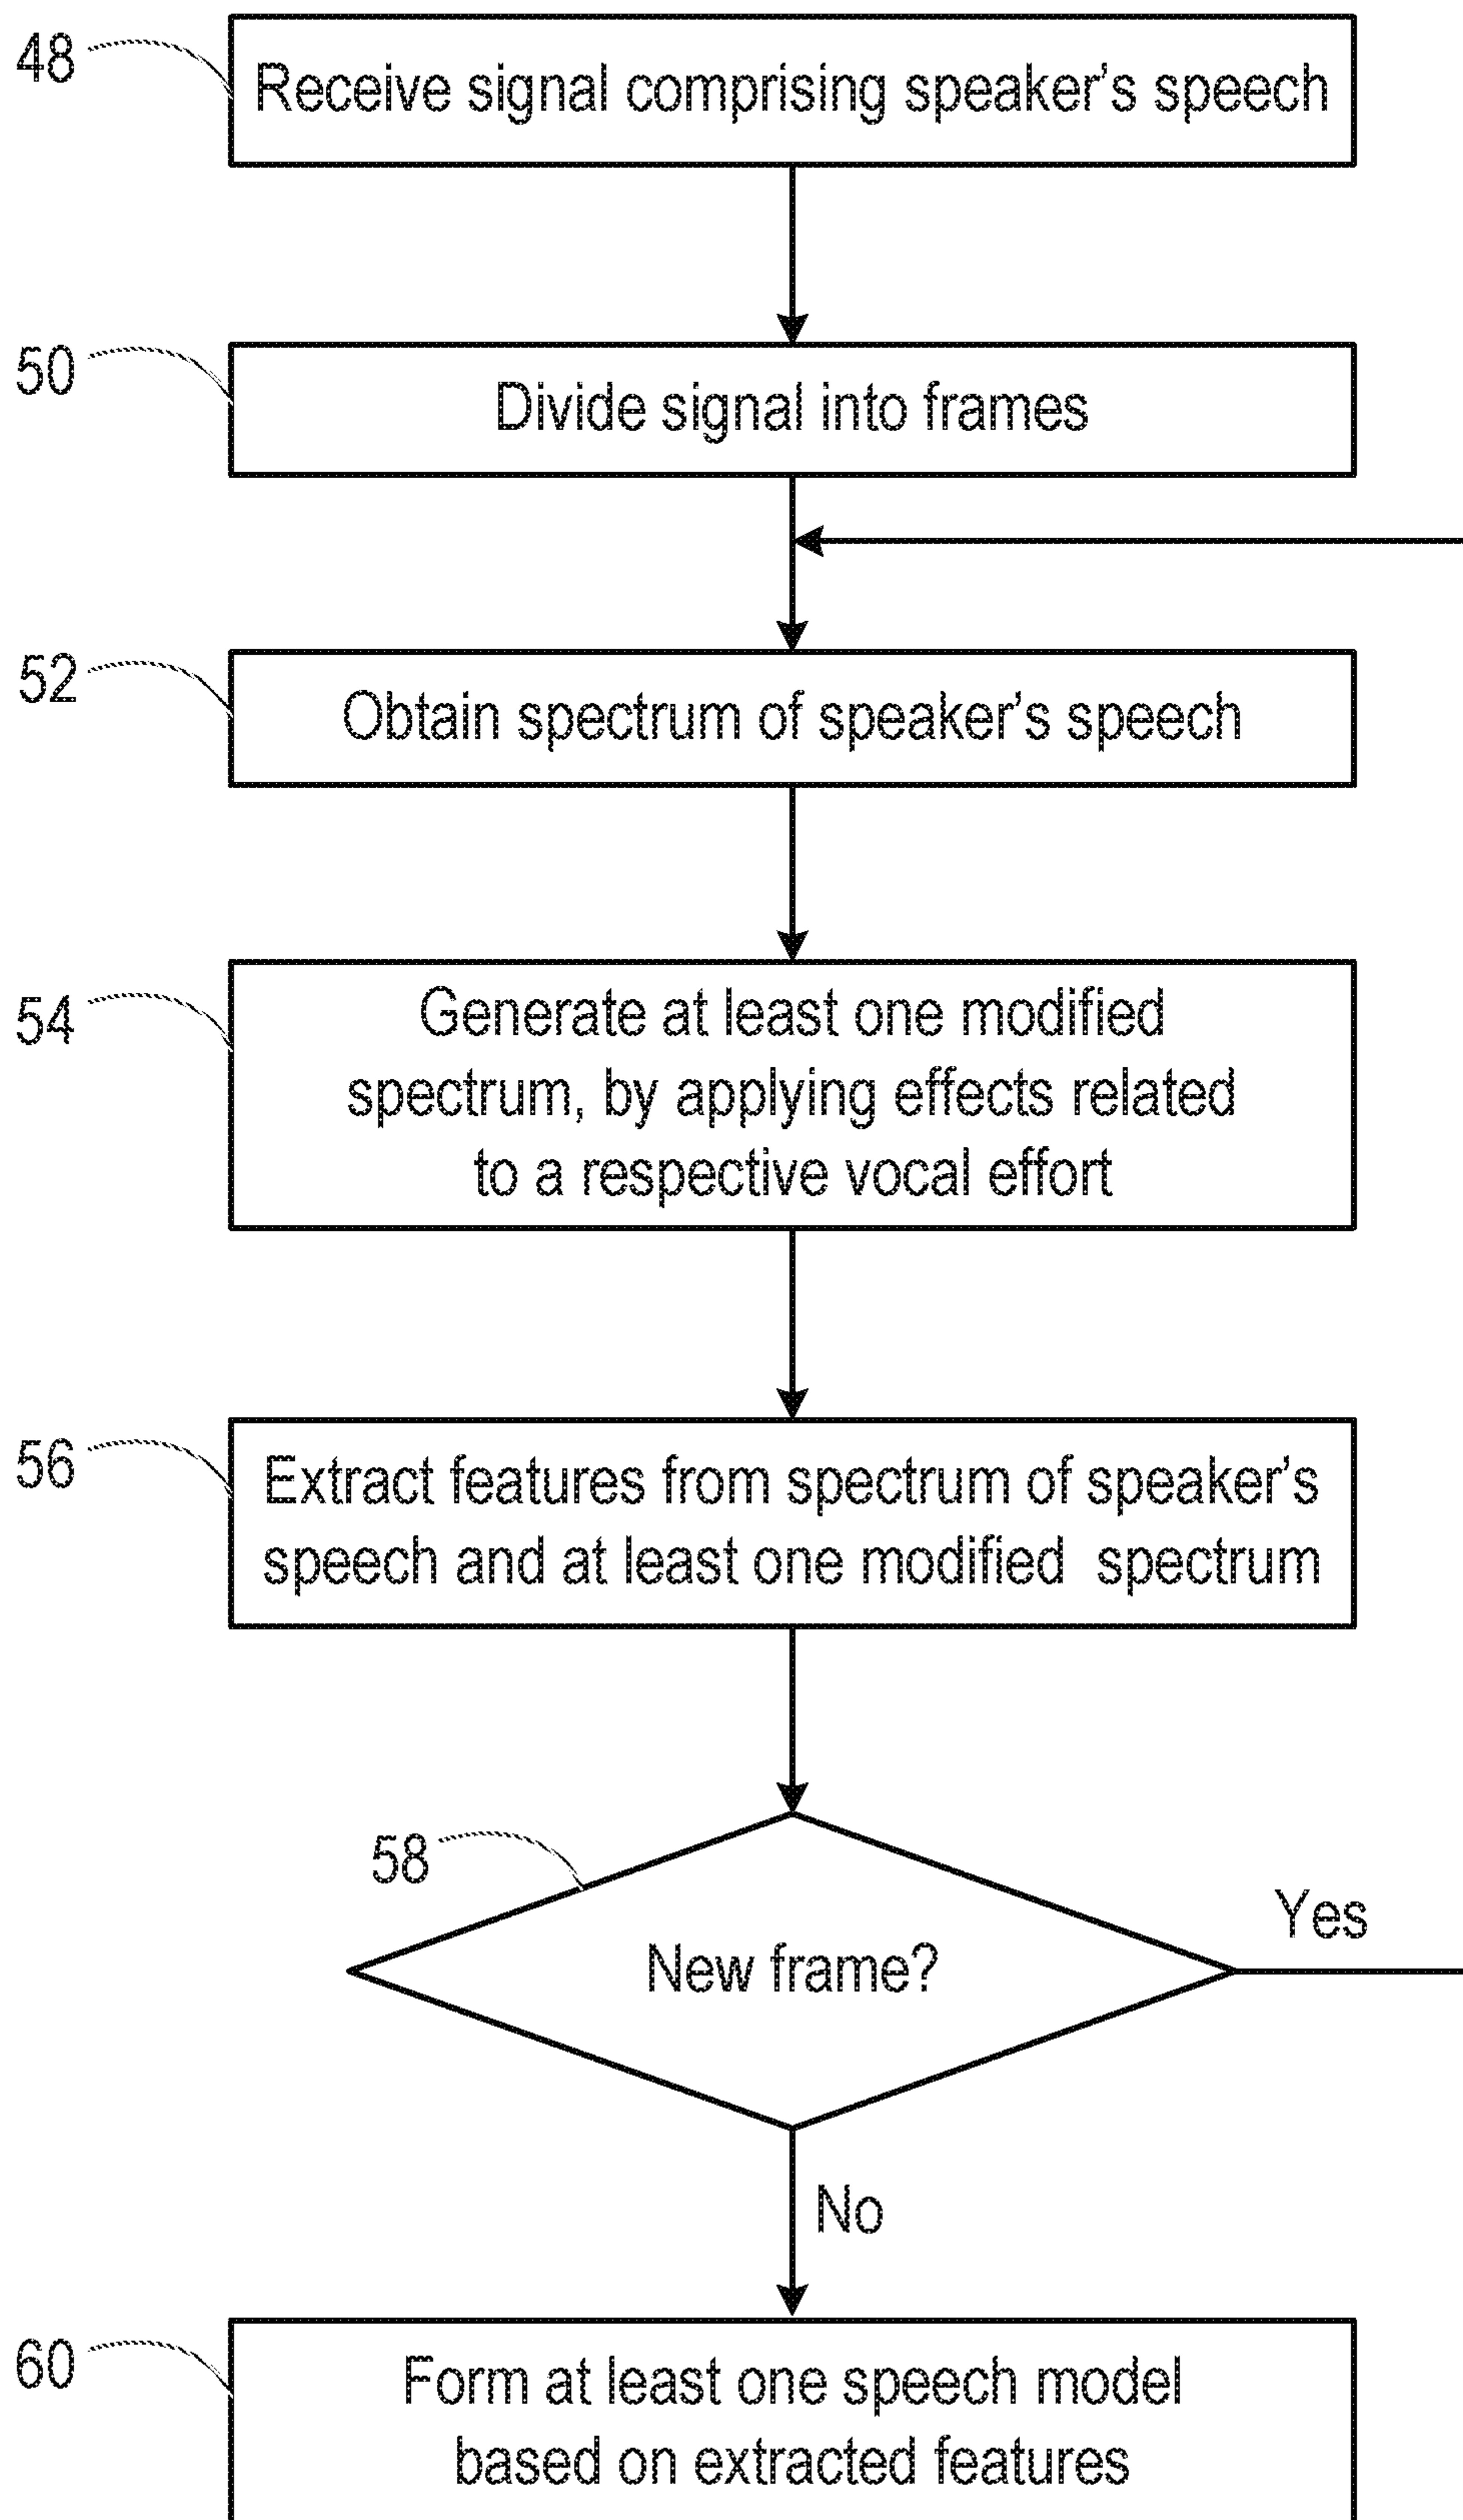 48
Receive signal comprising speaker's speech
50
Divide signal into frames
52
Obtain spectrum of speaker's speech
54
Generate at least one modified
spectrum, by applying effects related
to a respective vocal effort
56
Extract features from spectrum of speaker's
speech and at least one modified spectrum
58
New frame?
Yes
No
60
Form at least one speech model
based on extracted features